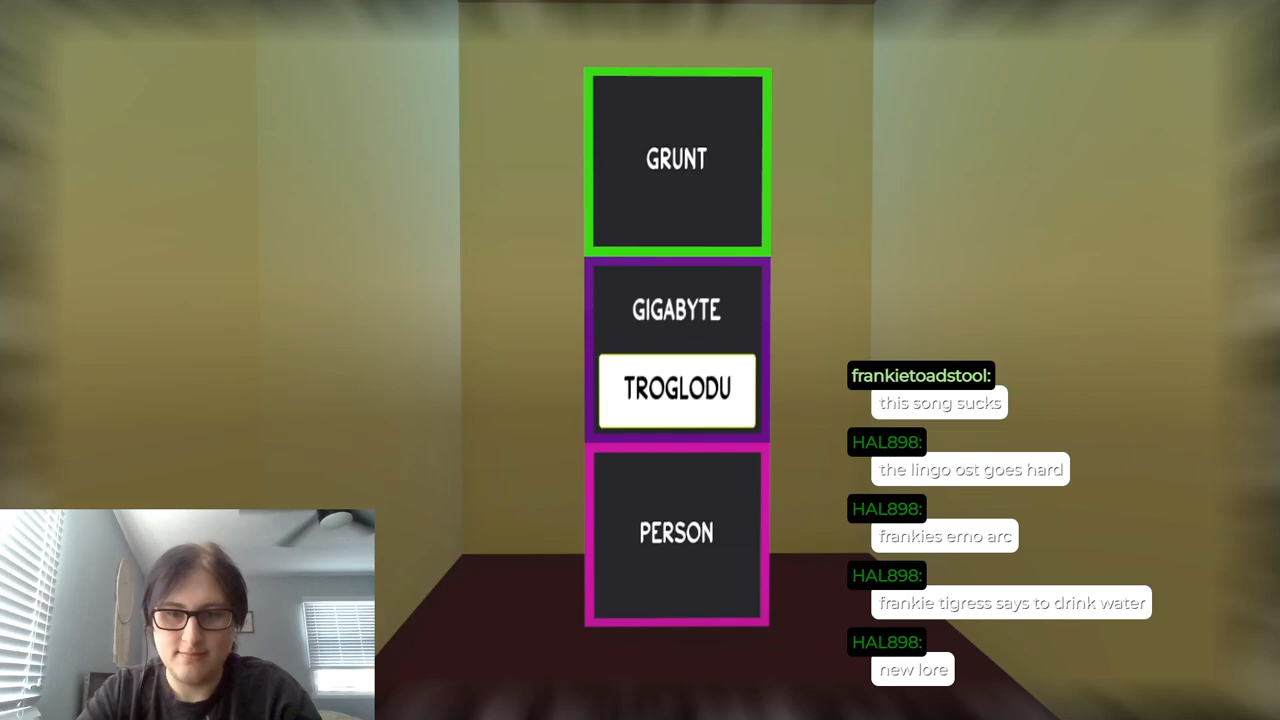 GRUNT
GIGABYTE
TROGLODU
PERSON
frankietoadstool:
this song sucks
HAL898:
the lingo ost goes hard
HAL898:
frankies emo arc
HAL898:
frankie tigress says to drink water
HAL898:
new lore